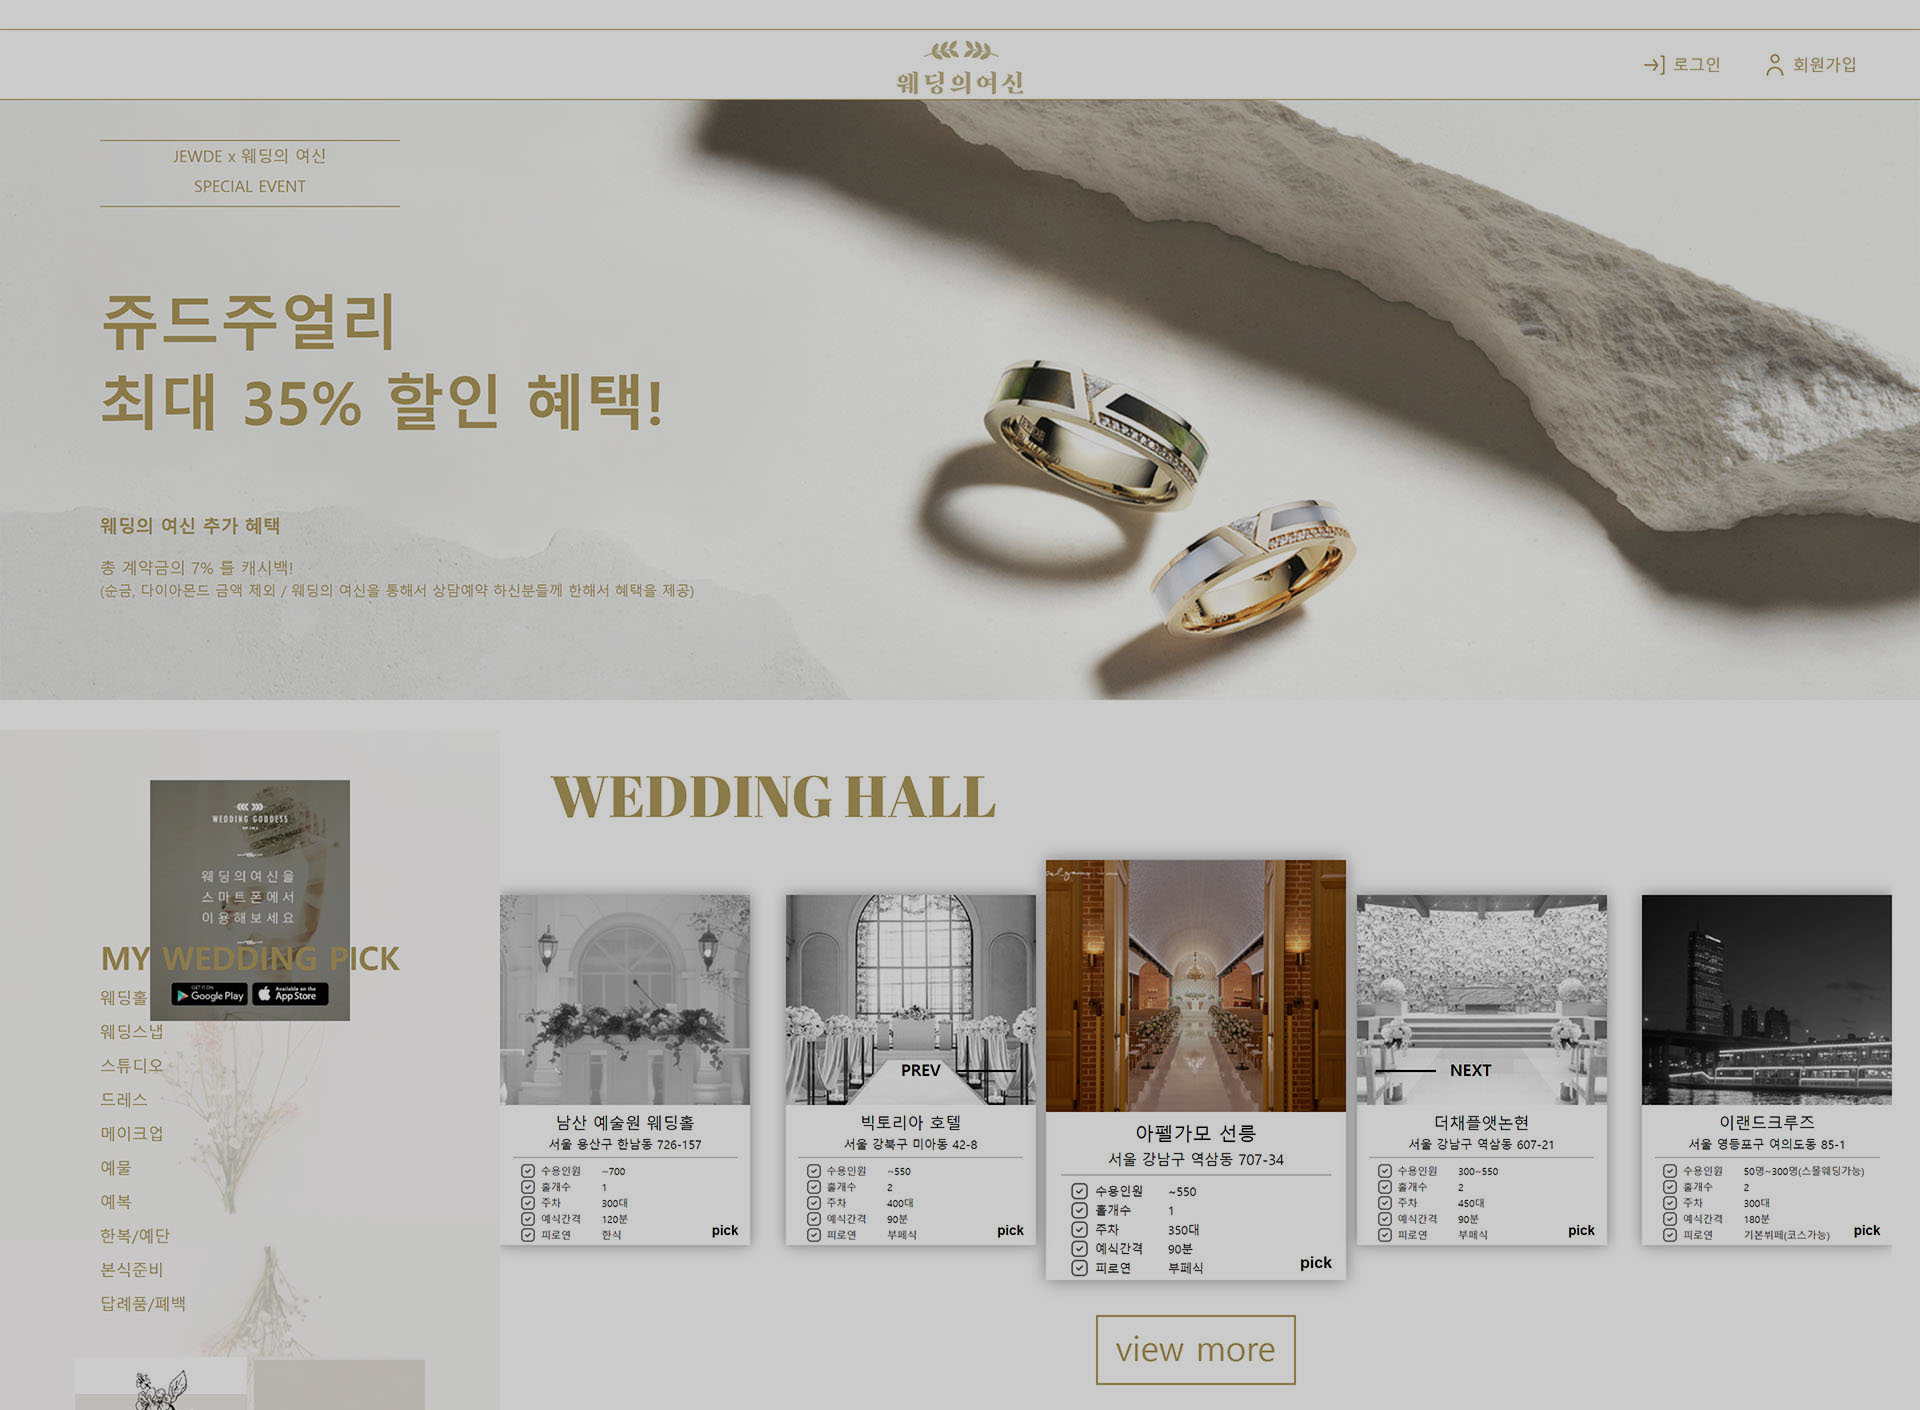 웨딩의여신
로그인
회원가입
JEWDE x 웨딩의 여신
SPECIAL EVENT
쥬드주얼리
최대 35% 할인 혜택!
웨딩의 여신 추가 혜택
총 계약금의 7% 를 캐시백!
(순금, 다이아몬드 금액 제외 / 웨딩의 여신을 통해서 상담예약 하신분들께 한해서 혜택을 제공)
WEDDING GODDESS
웨딩의여신을
스마트폰에서
이용해보세요
GET IT ON
Google Play
Available on the
App Store
MY WEDDING PICK
웨딩홀
웨딩스냅
스튜디오
드레스
메이크업
예물
예복
한복/예단
본식준비
답례품/폐백
WEDDING HALL
PREV
NEXT
남산 예술원 웨딩홀
서울 용산구 한남동 726-157
수용인원 ~700
홀개수 1
주차 300대
예식간격 120분
피로연 한식
pick
빅토리아 호텔
서울 강북구 미아동 42-8
수용인원 ~550
홀개수 2
주차 400대
예식간격 90분
피로연 부페식
pick
아펠가모 선릉
서울 강남구 역삼동 707-34
수용인원 ~550
홀개수 1
주차 350대
예식간격 90분
피로연 부페식
pick
더채플앳논현
서울 강남구 역삼동 607-21
수용인원 300~550
홀개수 2
주차 450대
예식간격 90분
피로연 부페식
pick
이랜드크루즈
서울 영등포구 여의도동 85-1
수용인원 50명~300명(스몰웨딩가능)
홀개수 2
주차 300대
예식간격 180분
피로연 기본뷔페(코스가능)
pick
view more